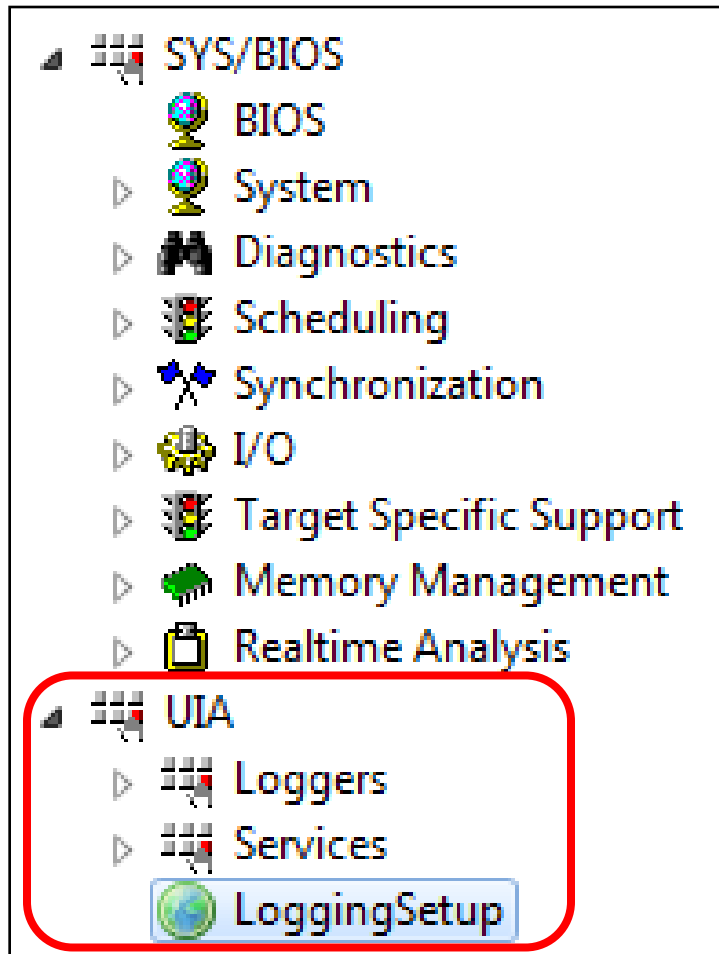 SYS/BIOS
BIOS
System
Diagnostics
Scheduling
Synchronization
I/O
Target Specific Support
Memory Management
Realtime Analysis
UIA
Loggers
Services
LoggingSetup